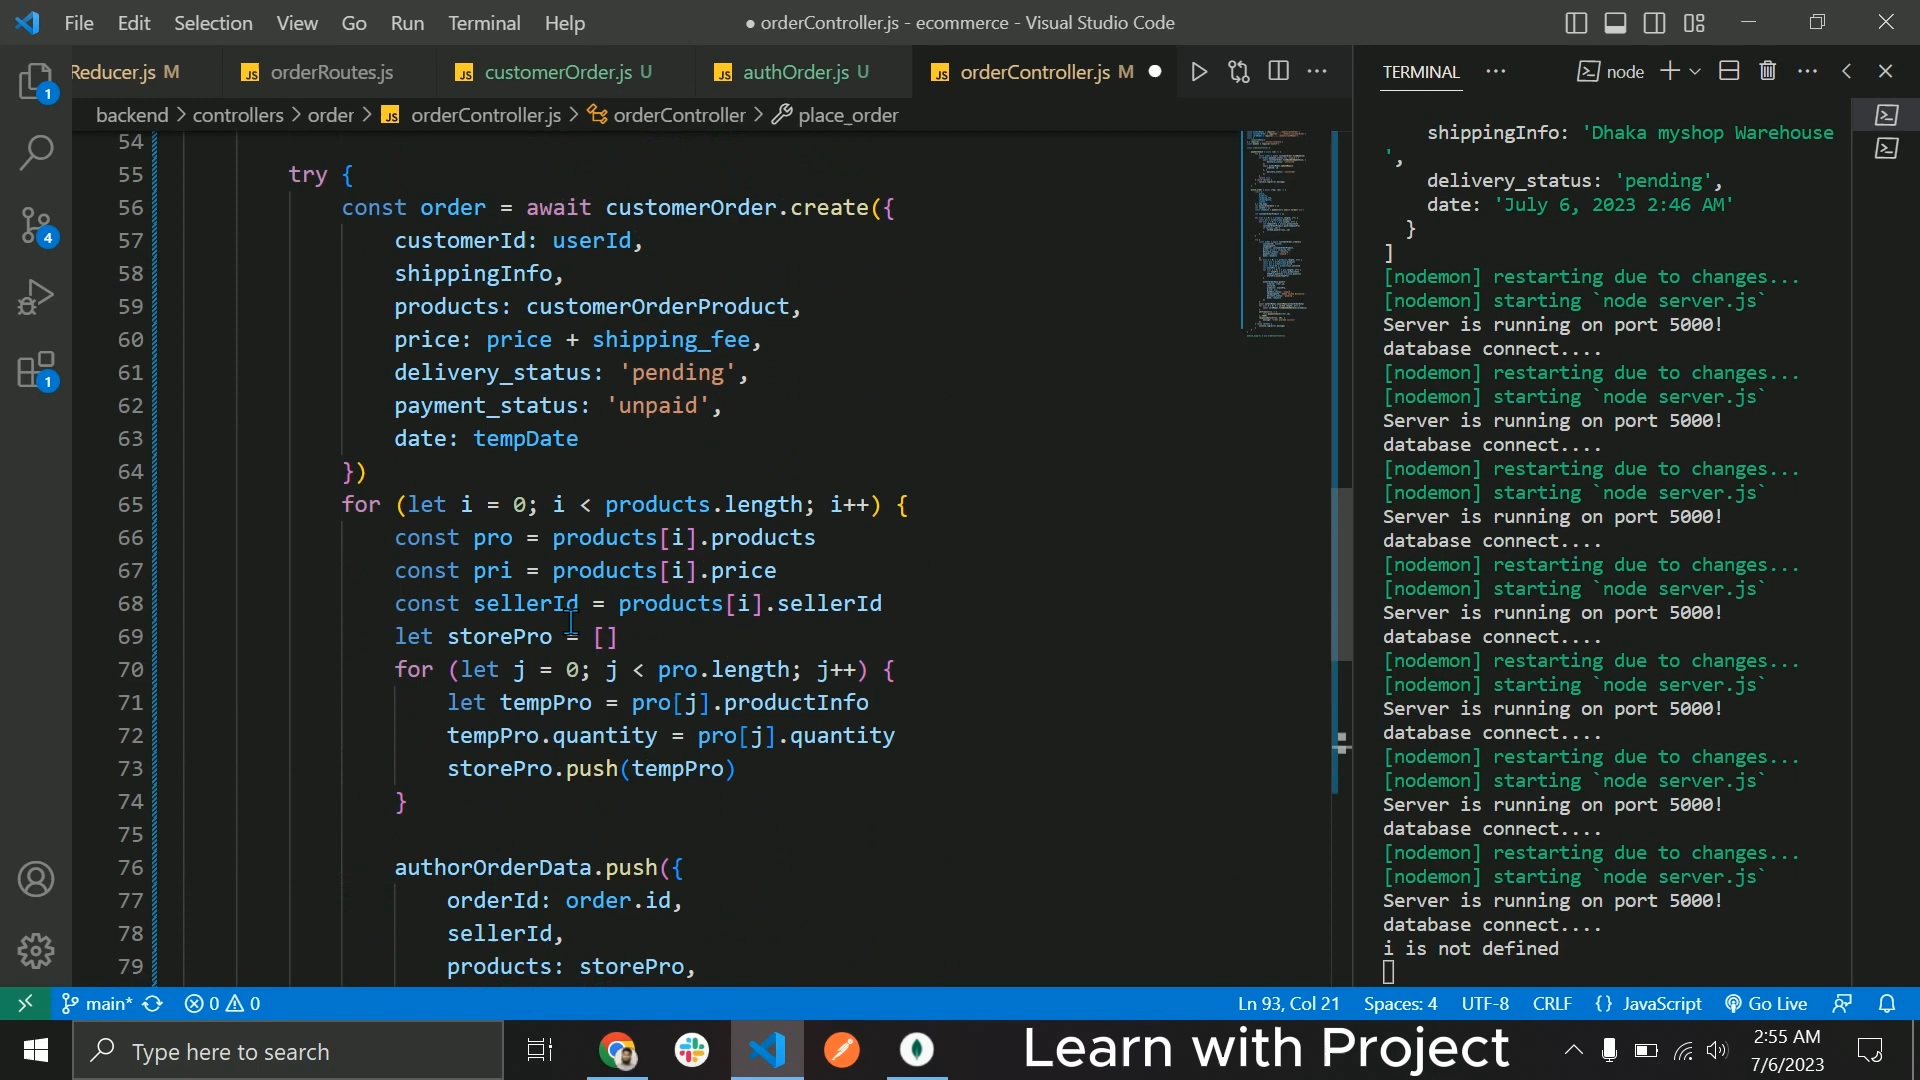 File Edit Selection View Go Run Terminal Help ● orderController.js - ecommerce - Visual Studio Code
Reducer.js M orderRoutes.js customerOrder.js U authOrder.js U orderController.js M
backend > controllers > order > orderController.js > orderController > place_order
54
55 try {
56 const order = await customerOrder.create({
57 customerId: userId,
58 shippingInfo,
59 products: customerOrderProduct,
60 price: price + shipping_fee,
61 delivery_status: 'pending',
62 payment_status: 'unpaid',
63 date: tempDate
64 })
65 for (let i = 0; i < products.length; i++) {
66 const pro = products[i].products
67 const pri = products[i].price
68 const sellerId = products[i].sellerId
69 let storePro = []
70 for (let j = 0; j < pro.length; j++) {
71 let tempPro = pro[j].productInfo
72 tempPro.quantity = pro[j].quantity
73 storePro.push(tempPro)
74 }
75
76 authorOrderData.push({
77 orderId: order.id,
78 sellerId,
79 products: storePro,
TERMINAL ... node
shippingInfo: 'Dhaka myshop Warehouse
',
delivery_status: 'pending',
date: 'July 6, 2023 2:46 AM'
}
]
[nodemon] restarting due to changes...
[nodemon] starting `node server.js`
Server is running on port 5000!
database connect....
[nodemon] restarting due to changes...
[nodemon] starting `node server.js`
Server is running on port 5000!
database connect....
[nodemon] restarting due to changes...
[nodemon] starting `node server.js`
Server is running on port 5000!
database connect....
[nodemon] restarting due to changes...
[nodemon] starting `node server.js`
Server is running on port 5000!
database connect....
[nodemon] restarting due to changes...
[nodemon] starting `node server.js`
Server is running on port 5000!
database connect....
[nodemon] restarting due to changes...
[nodemon] starting `node server.js`
Server is running on port 5000!
database connect....
[nodemon] restarting due to changes...
[nodemon] starting `node server.js`
Server is running on port 5000!
database connect....
i is not defined
1
4
1
main* 0 0 Ln 93, Col 21 Spaces: 4 UTF-8 CRLF {} JavaScript Go Live
Type here to search
Learn with Project
2:55 AM
7/6/2023